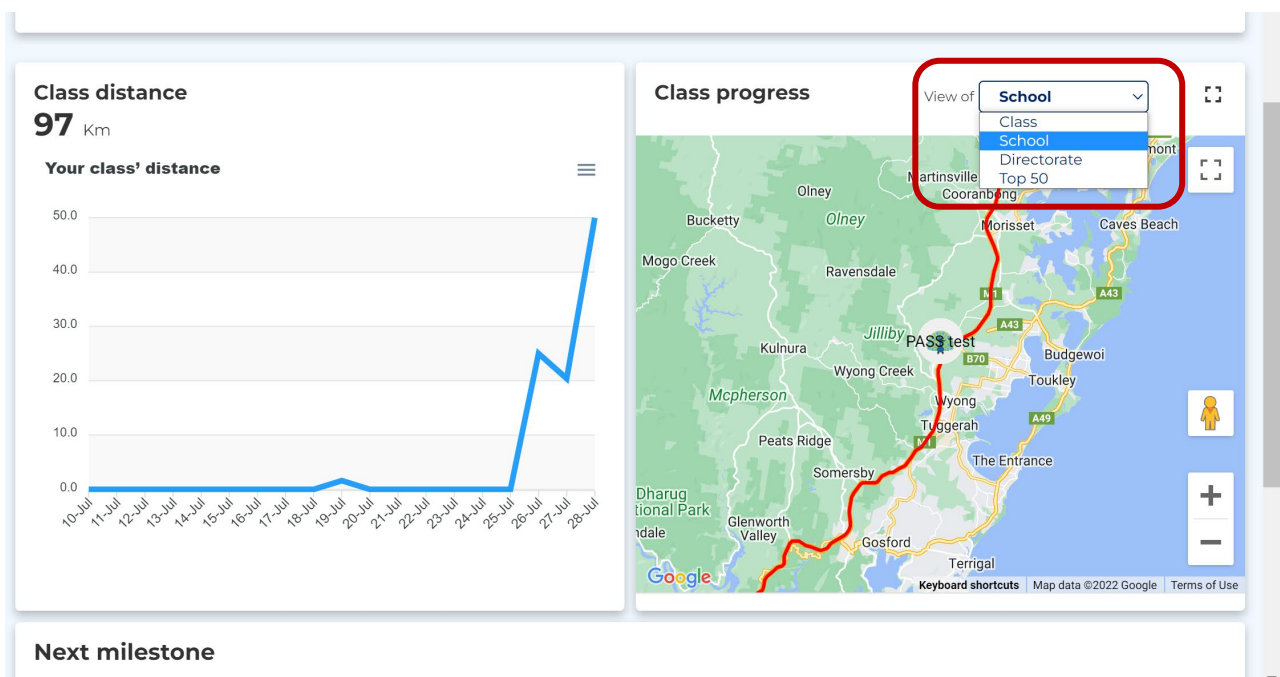 Class distance
97 Km
Your class’ distance
50.0
40.0
30.0
20.0
10.0
0.0
10-Jul
11-Jul
12-Jul
13-Jul
14-Jul
15-Jul
16-Jul
17-Jul
18-Jul
19-Jul
20-Jul
21-Jul
22-Jul
23-Jul
24-Jul
25-Jul
26-Jul
27-Jul
28-Jul
Class progress
View of School
Class
School
Directorate
Top 50
mont
Martinsville
Cooranbong
Olney
Olney
Bucketty
Morisset
Caves Beach
Mogo Creek
Ravensdale
M1
A43
A43
Jilliby
PASS test
Kulnura
B70
Budgewoi
Wyong Creek
Toukley
Mcpherson
Wyong
A49
Tuggerah
Peats Ridge
M1
The Entrance
Somersby
Dharug
tional Park
Glenworth
Valley
ndale
Gosford
Terrigal
Google
Keyboard shortcuts
Map data ©2022 Google
Terms of Use
Next milestone